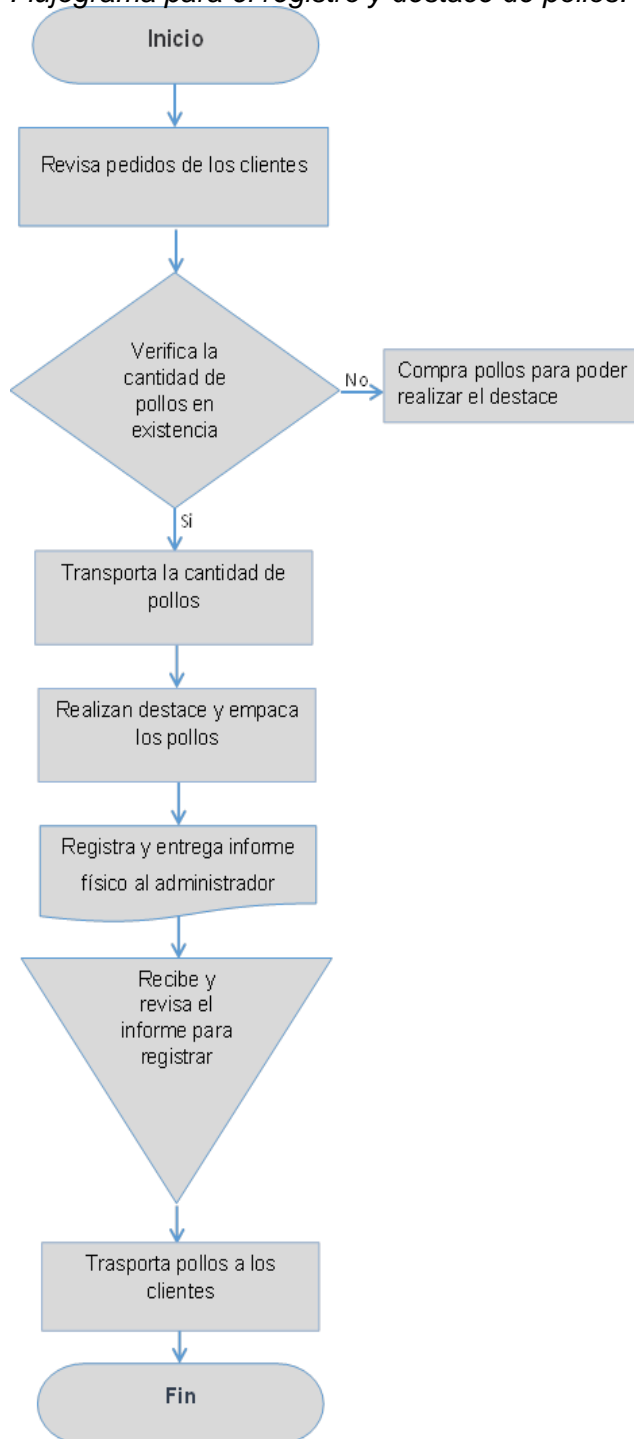 Flujograma para el registro y destace de pollos.
Inicio
Revisa pedidos de los clientes
Verifica la
cantidad de
pollos en
existencia
No
Compra pollos para poder
realizar el destace
Si
Transporta la cantidad de
pollos
Realizan destace y empaca
los pollos
Registra y entrega informe
físico al administrador
Recibe y
revisa el
informe para
registrar
Trasporta pollos a los
clientes
Fin